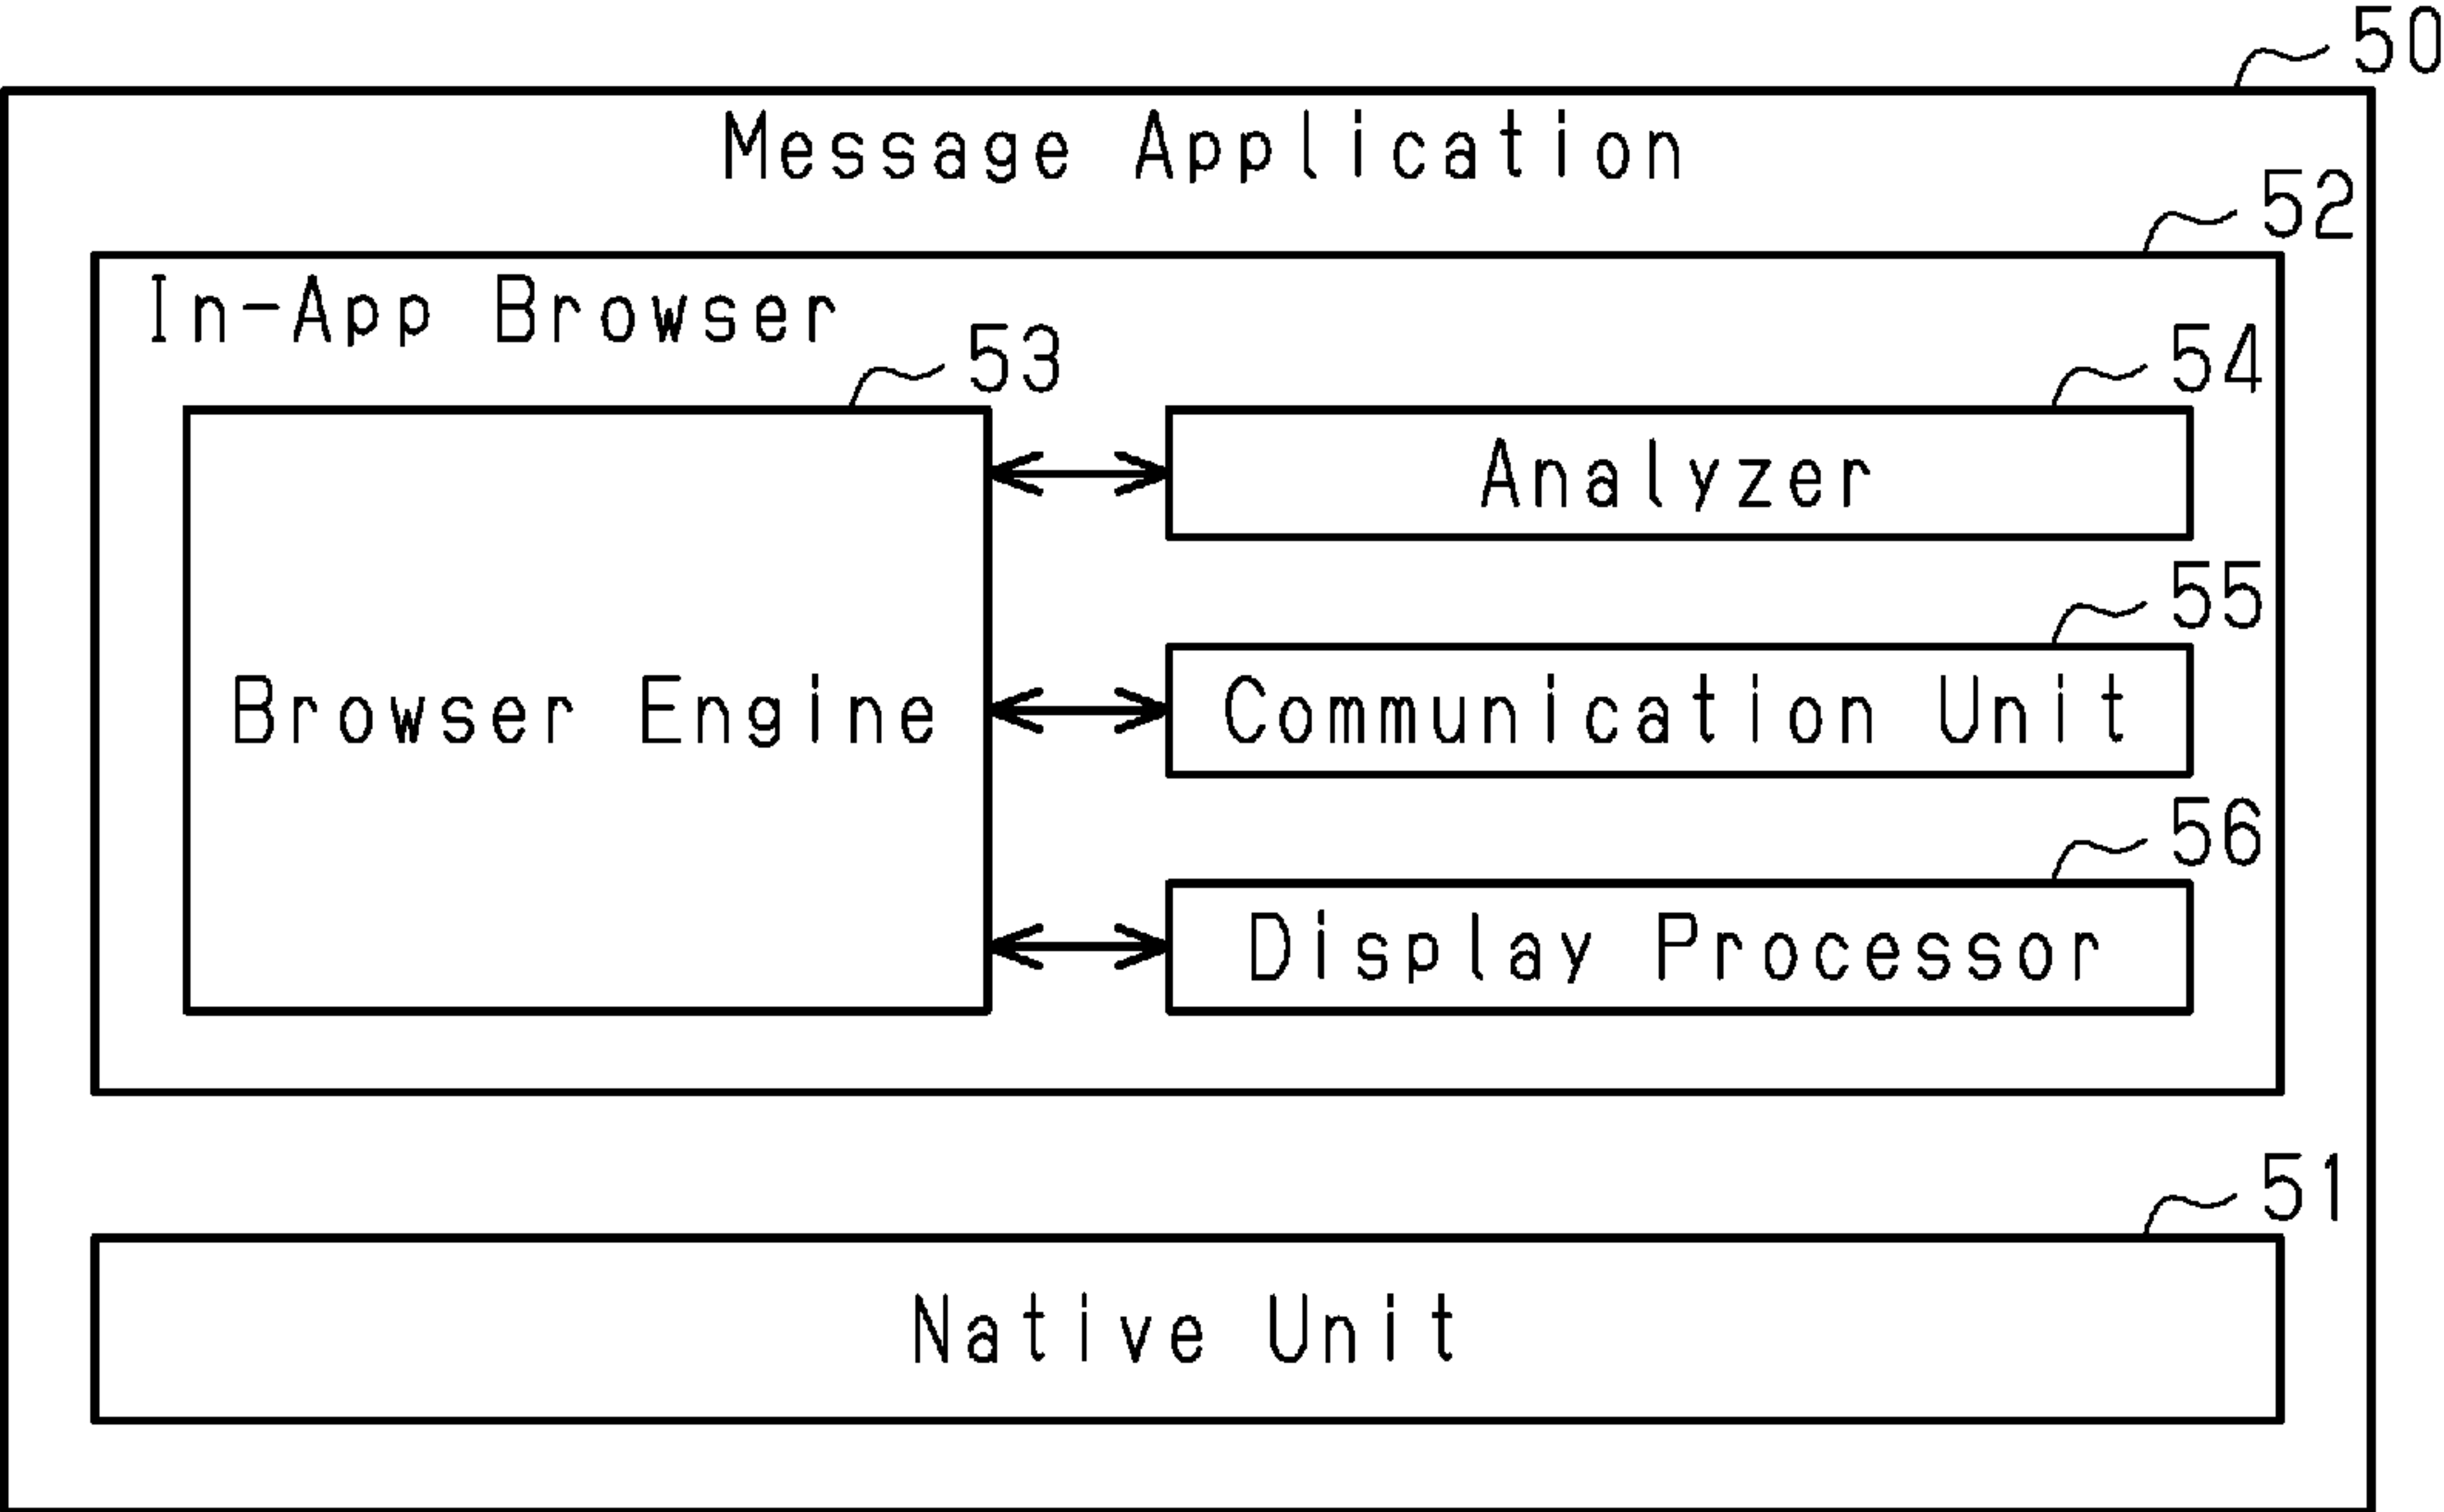 50
Message Application
52
In-App Browser
53
54
Analyzer
55
Browser Engine
Communication Unit
56
Display Processor
51
Native Unit